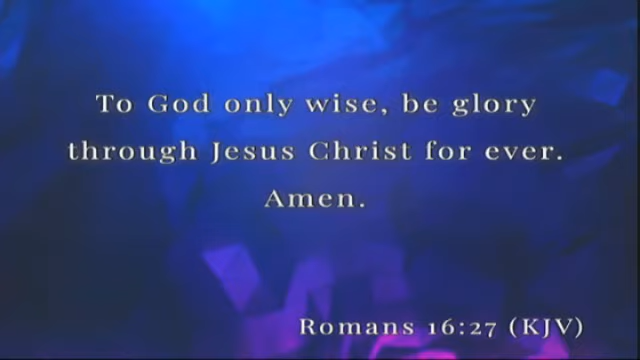 To God only wise, be glory
through Jesus Christ for ever.
Amen.
Romans 16:27 (KJV)